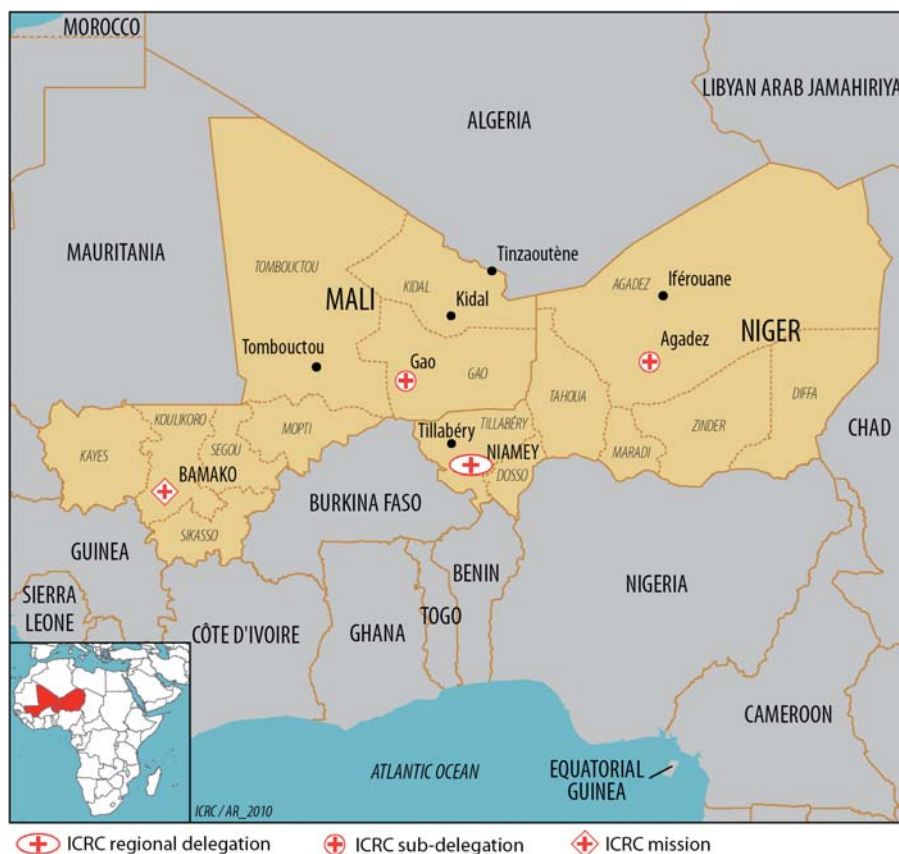 MOROCCO
LIBYAN ARAB JAMAHIRIYA
ALGERIA
MAURITANIA
Tinzaoutène
TOMBOUCTOU
KIDAL
AGADEZ
Iférouane
MALI
Kidal
NIGER
Tombouctou
Agadez
Gao
GAO
TAHOUA
DIFFA
KOULIKORO
MOPTI
TILLABÉRY
ZINDER
CHAD
KAYES
SEGOU
Tillabéry
MARADI
BAMAKO
NIAMEY
DOSSO
BURKINA FASO
SIKASSO
GUINEA
BENIN
NIGERIA
SIERRA
LEONE
TOGO
CÔTE D'IVOIRE
GHANA
CAMEROON
ATLANTIC OCEAN
EQUATORIAL
GUINEA
ICRC / AR_2010
ICRC regional delegation
ICRC sub-delegation
ICRC mission